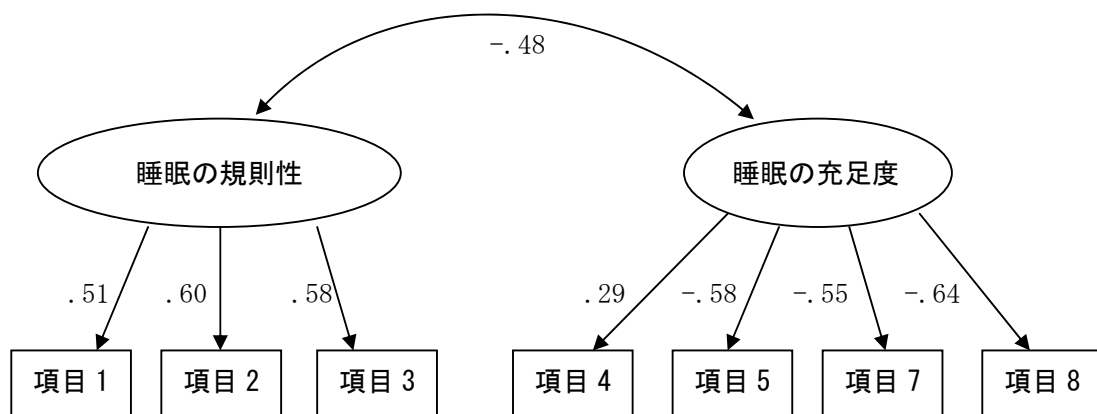 -.48
睡眠の規則性
睡眠の充足度
.51
.60
.58
.29
-.58
-.55
-.64
項目 1
項目 2
項目 3
項目 4
項目 5
項目 7
項目 8